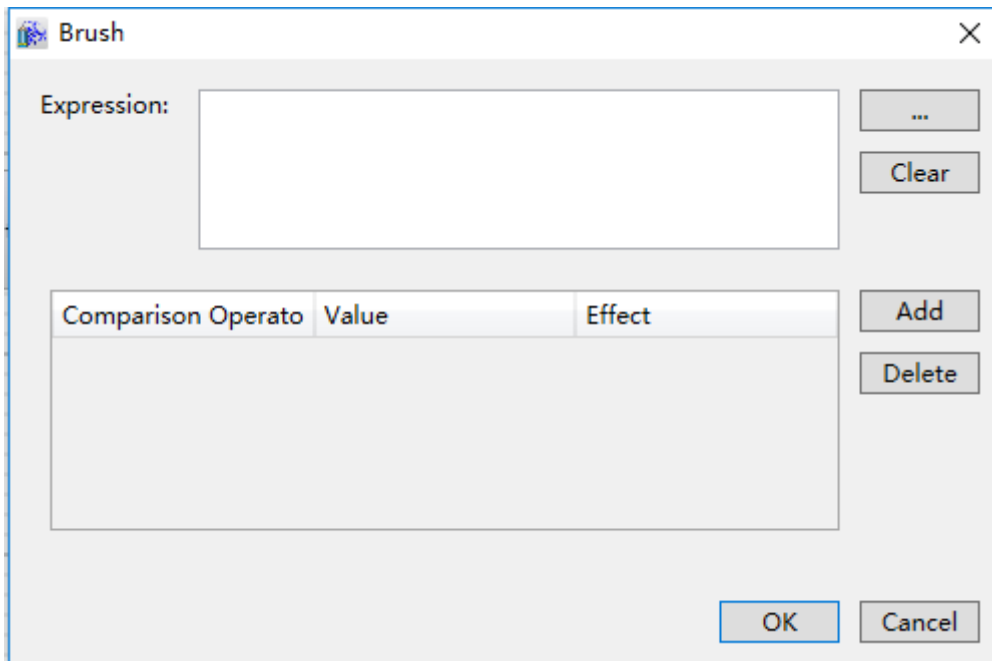 Brush
Expression:
...
Clear
Comparison Operato Value Effect
Add
Delete
OK Cancel